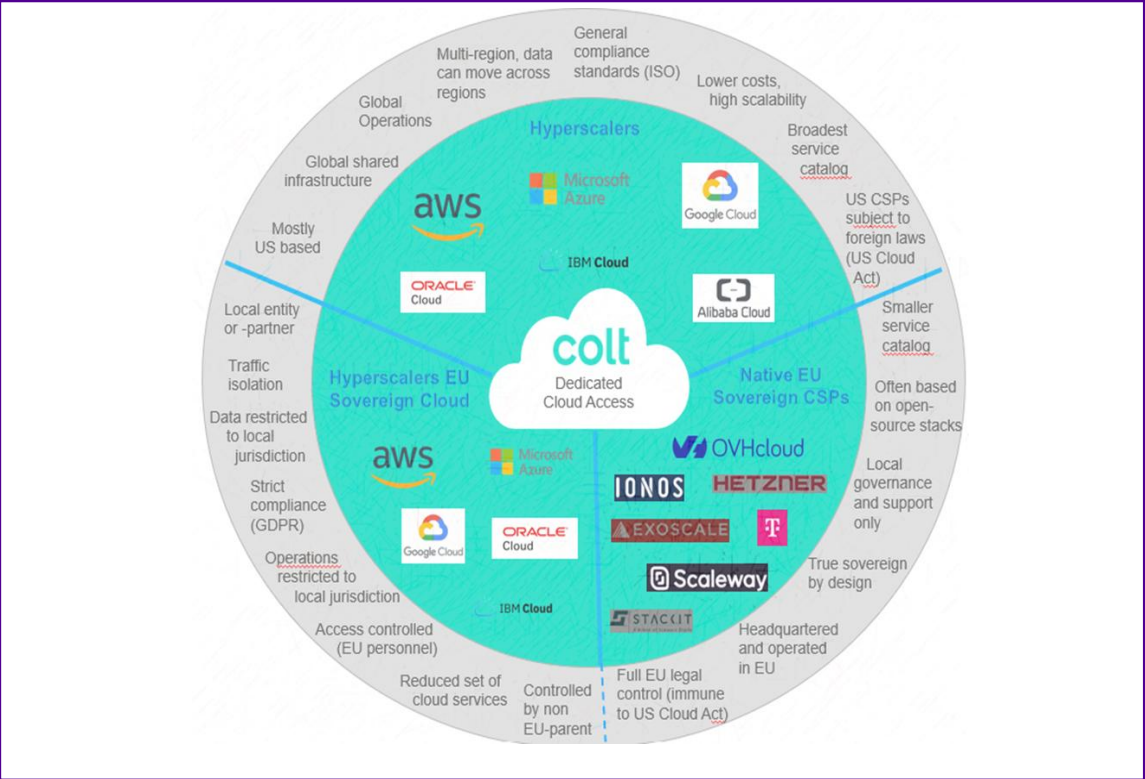 General
compliance
standards (ISO)
Multi-region, data
can move across
regions
Lower costs,
high scalability
Global
Operations
Broadest
service
catalog
Global shared
infrastructure
US CSPs
subject to
foreign laws
(US Cloud
Act)
Mostly
US based
Hyperscalers
aws
Microsoft
Azure
Google Cloud
IBM Cloud
ORACLE
Cloud
Alibaba Cloud
colt
Dedicated
Cloud Access
Local entity
or -partner
Traffic
isolation
Data restricted
to local
jurisdiction
Strict
compliance
(GDPR)
Operations
restricted to
local jurisdiction
Access controlled
(EU personnel)
Reduced set of
cloud services
Controlled
by non
EU-parent
Hyperscalers EU
Sovereign Cloud
aws
Microsoft
Azure
Google Cloud
ORACLE
Cloud
IBM Cloud
Native EU
Sovereign CSPs
OVHcloud
IONOS
HETZNER
EXOSCALE
T
Scaleway
STACKIT
Smaller
service
catalog
Often based
on open-
source stacks
Local
governance
and support
only
True sovereign
by design
Headquartered
and operated
in EU
Full EU legal
control (immune
to US Cloud Act)